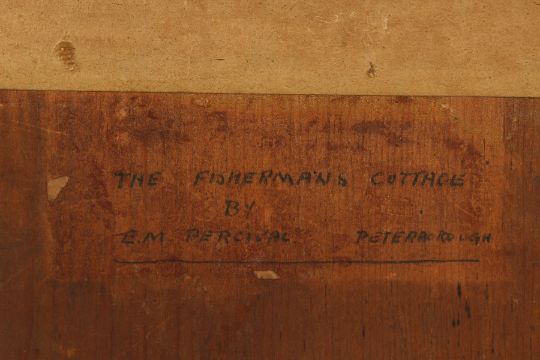 THE FISHERMAN'S COTTAGE
BY
E.M. PERCIVAL PETERBOROUGH